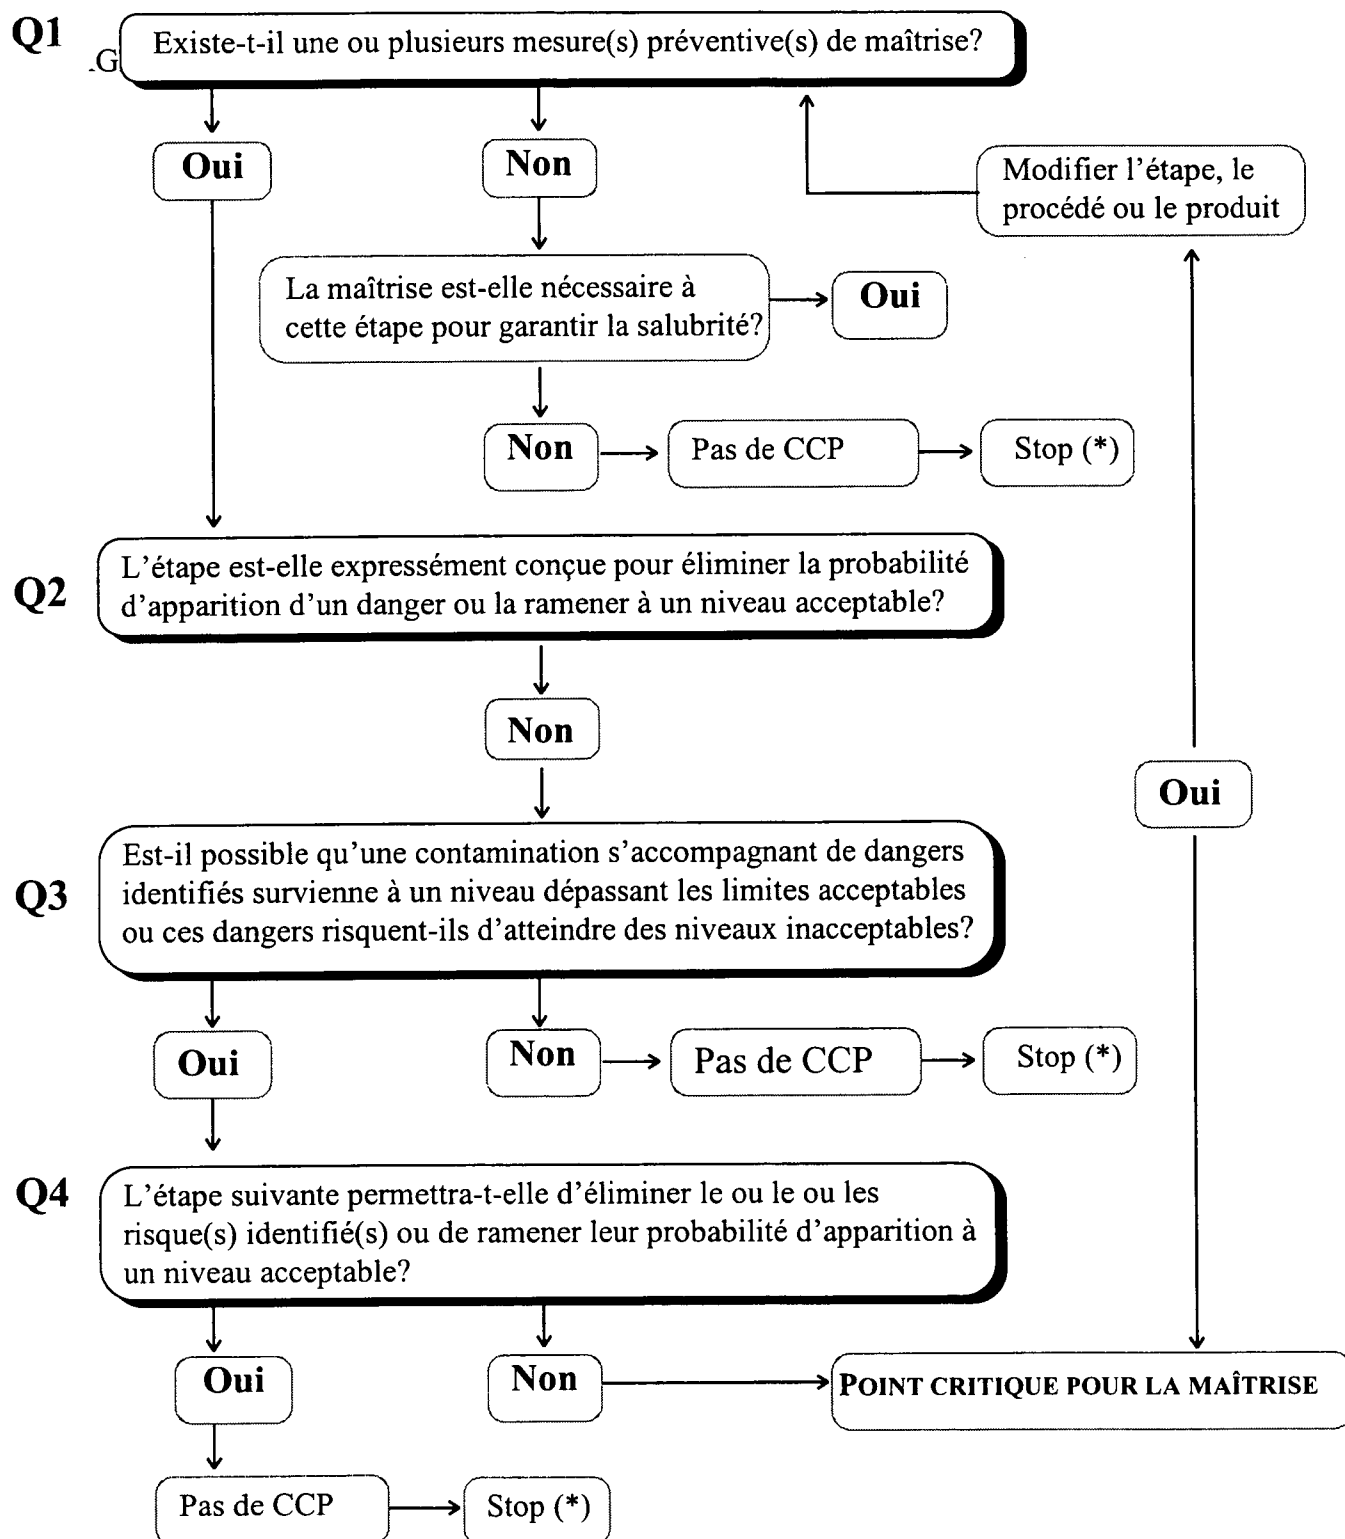 Q1
Existe-t-il une ou plusieurs mesure(s) préventive(s) de maîtrise?
.G
Oui
Non
Modifier l'étape, le
procédé ou le produit
La maîtrise est-elle nécessaire à
cette étape pour garantir la salubrité?
Oui
Non
Pas de CCP
Stop (*)
Q2
L'étape est-elle expressément conçue pour éliminer la probabilité
d'apparition d'un danger ou la ramener à un niveau acceptable?
Non
Oui
Q3
Est-il possible qu'une contamination s'accompagnant de dangers
identifiés survienne à un niveau dépassant les limites acceptables
ou ces dangers risquent-ils d'atteindre des niveaux inacceptables?
Oui
Non
Pas de CCP
Stop (*)
Q4
L'étape suivante permettra-t-elle d'éliminer le ou le ou les
risque(s) identifié(s) ou de ramener leur probabilité d'apparition à
un niveau acceptable?
Oui
Non
POINT CRITIQUE POUR LA MAÎTRISE
Pas de CCP
Stop (*)